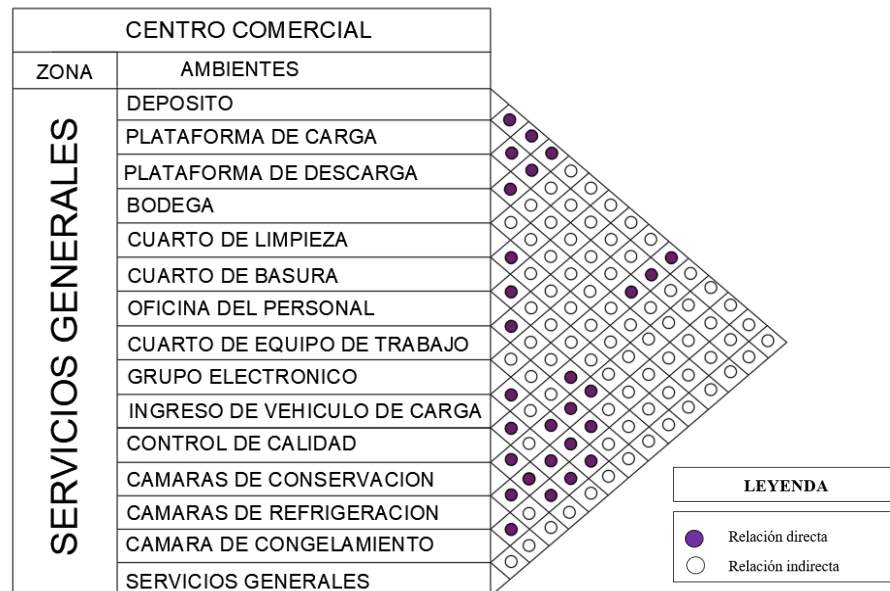 CENTRO COMERCIAL
ZONA
AMBIENTES
SERVICIOS GENERALES
DEPOSITO
PLATAFORMA DE CARGA
PLATAFORMA DE DESCARGA
BODEGA
CUARTO DE LIMPIEZA
CUARTO DE BASURA
OFICINA DEL PERSONAL
CUARTO DE EQUIPO DE TRABAJO
GRUPO ELECTRONICO
INGRESO DE VEHICULO DE CARGA
CONTROL DE CALIDAD
CAMARAS DE CONSERVACION
CAMARAS DE REFRIGERACION
CAMARA DE CONGELAMIENTO
SERVICIOS GENERALES
LEYENDA
Relación directa
Relación indirecta